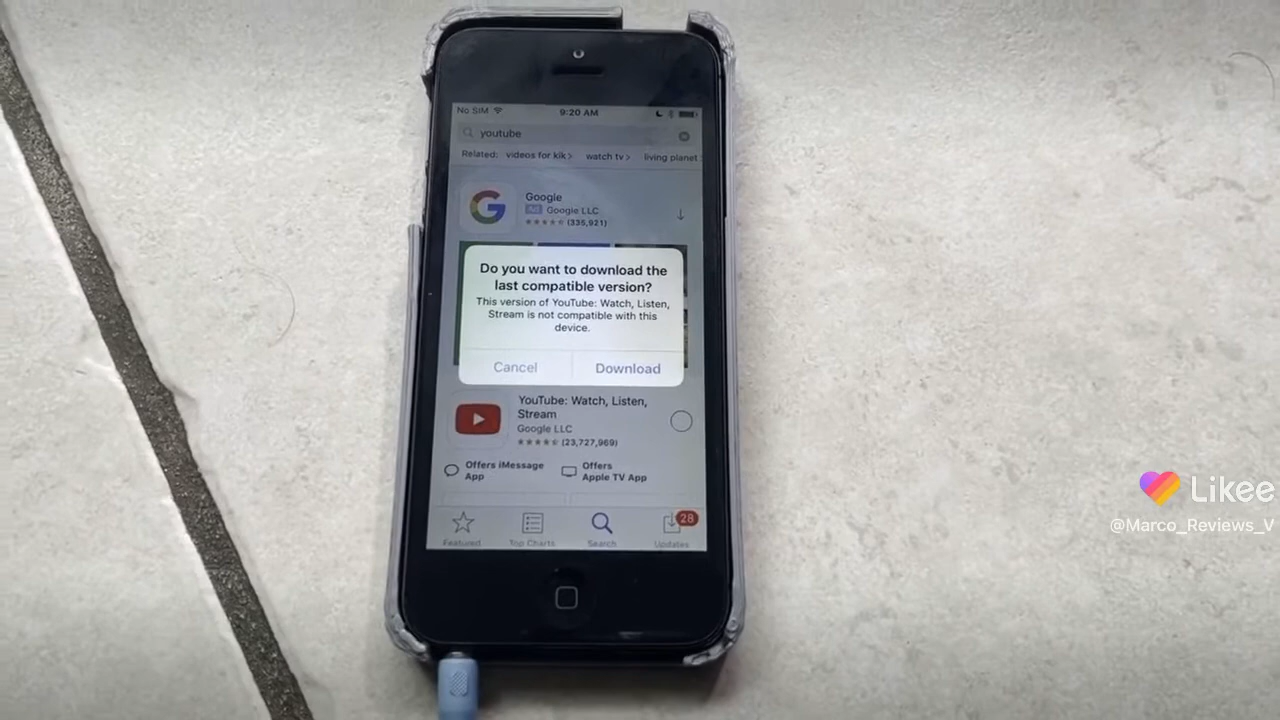 No SIM 9:20 AM
youtube
Related: videos for kik > watch tv > living planet
Google
Ad Google LLC
(335,921)
Do you want to download the
last compatible version?
This version of YouTube: Watch, Listen,
Stream is not compatible with this
device.
Cancel Download
YouTube: Watch, Listen,
Stream
Google LLC
(23,727,969)
Offers iMessage
App
Offers
Apple TV App
28
Featured Top Charts Search Updates
Likee
@Marco_Reviews_V